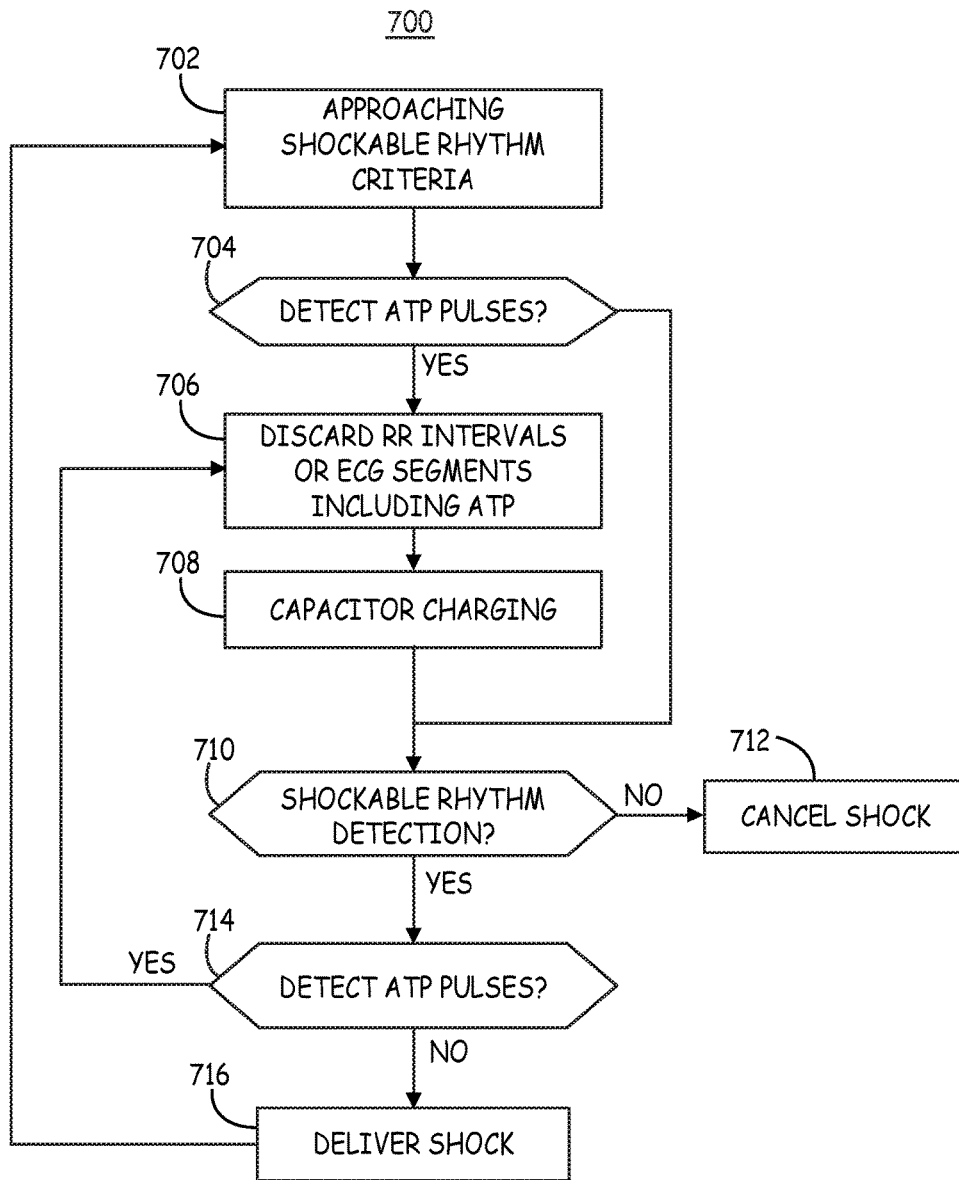 700
702
APPROACHING
SHOCKABLE RHYTHM
CRITERIA
704
DETECT ATP PULSES?
YES
706
DISCARD RR INTERVALS
OR ECG SEGMENTS
INCLUDING ATP
708
CAPACITOR CHARGING
710
SHOCKABLE RHYTHM
DETECTION?
NO
712
CANCEL SHOCK
YES
714
YES
DETECT ATP PULSES?
NO
716
DELIVER SHOCK